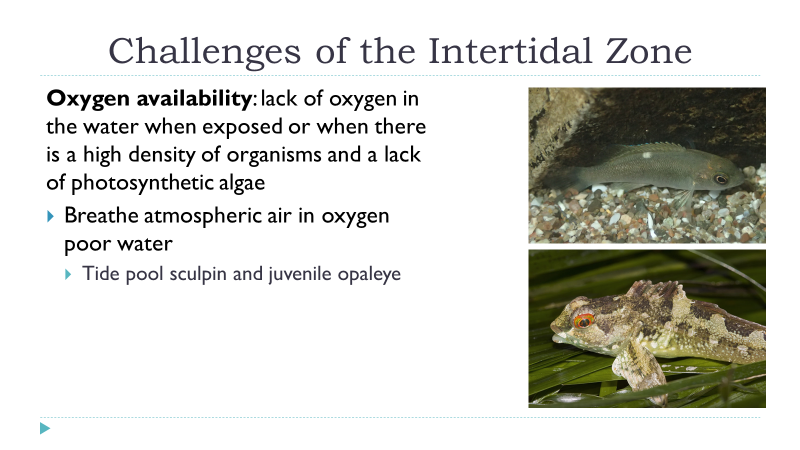 Challenges of the Intertidal Zone
Oxygen availability: lack of oxygen in
the water when exposed or when there
is a high density of organisms and a lack
of photosynthetic algae
Breathe atmospheric air in oxygen
poor water
Tide pool sculpin and juvenile opaleye